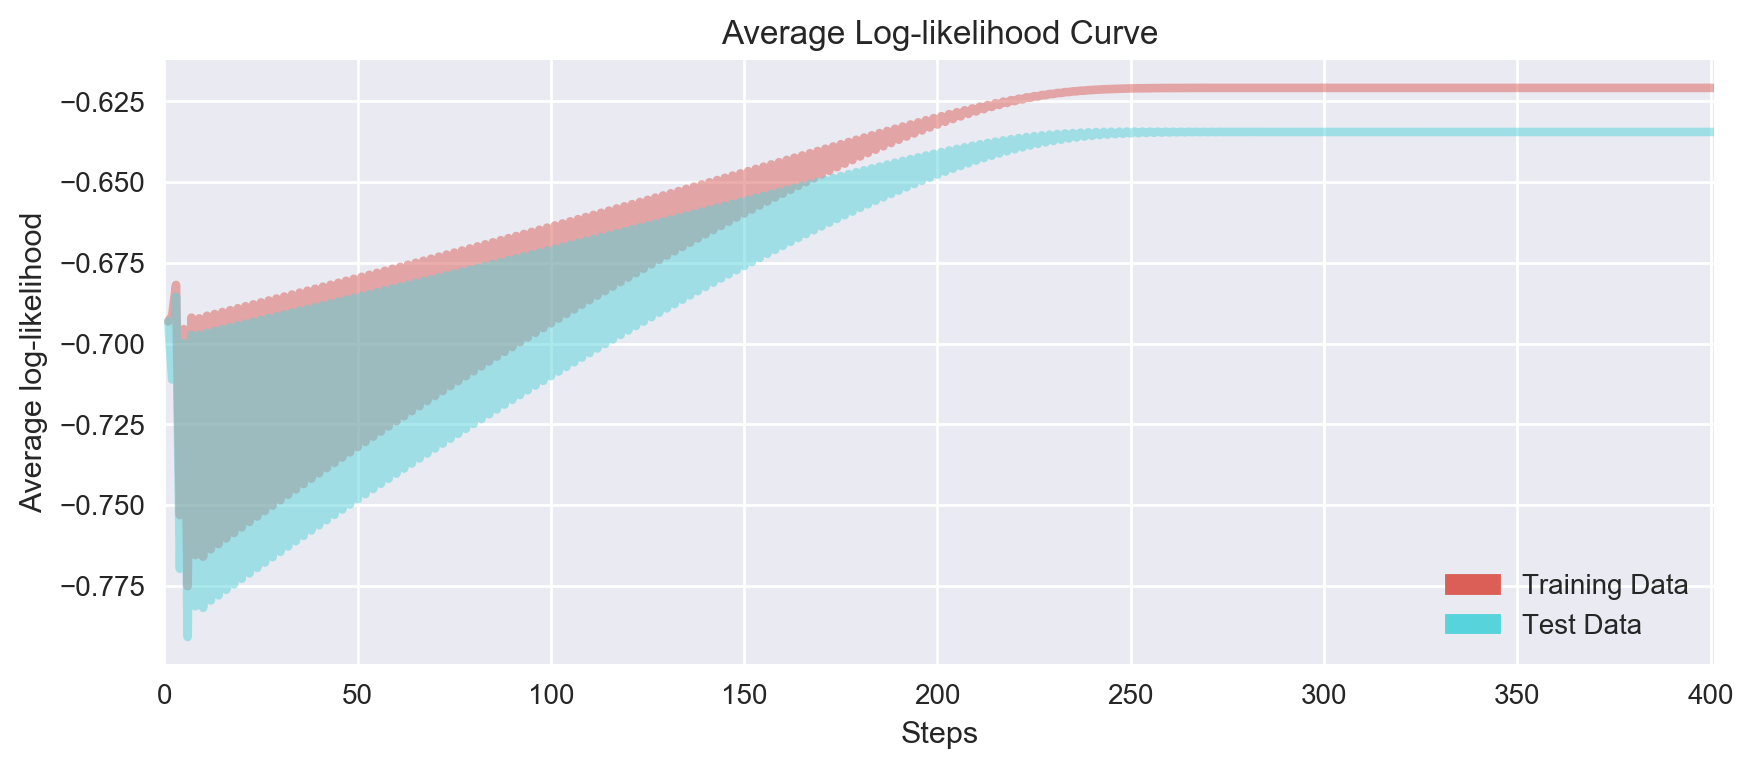 Average Log-likelihood Curve
Average log-likelihood
−0.625
−0.650
−0.675
−0.700
−0.725
−0.750
−0.775
Training Data
Test Data
0 50 100 150 200 250 300 350 400
Steps